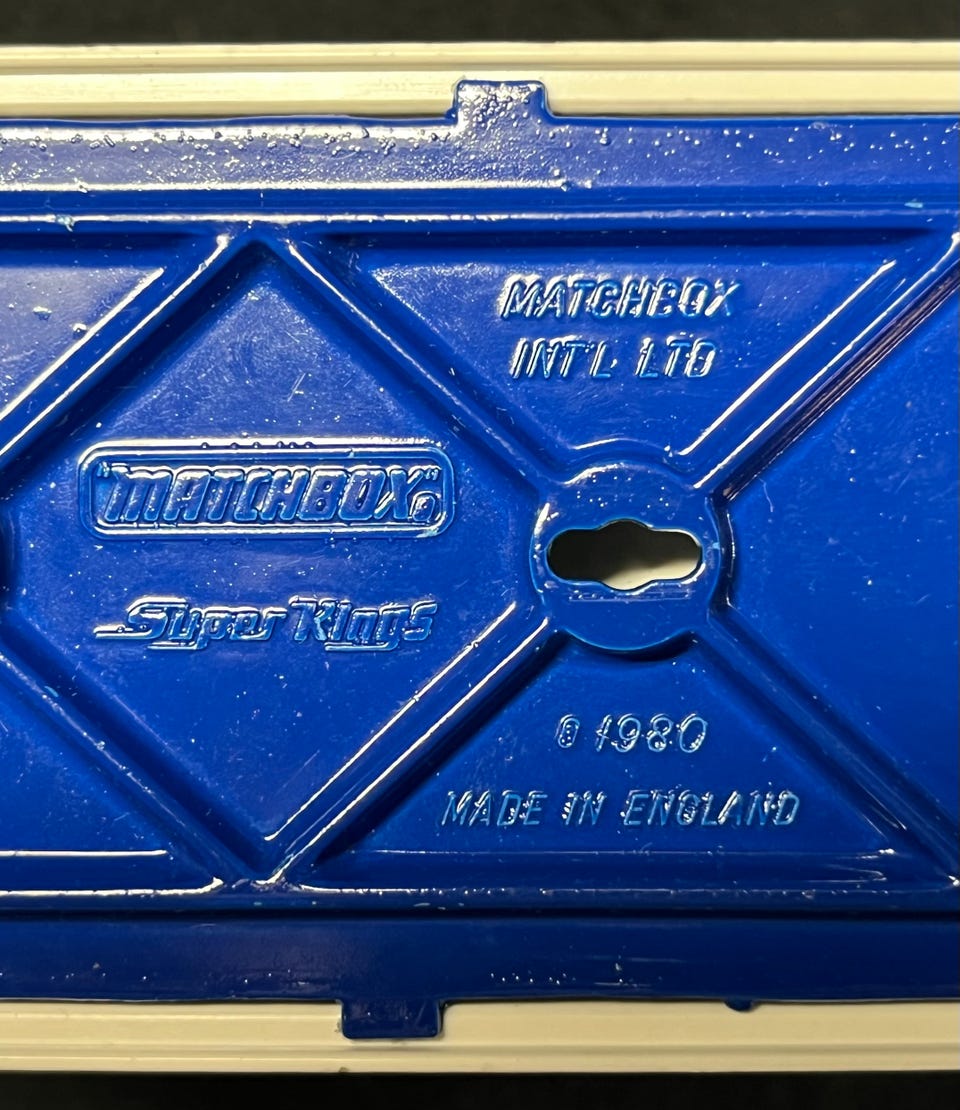 "MATCHBOX"®
Super Kings
MATCHBOX
INT'L LTD
© 1980
MADE IN ENGLAND